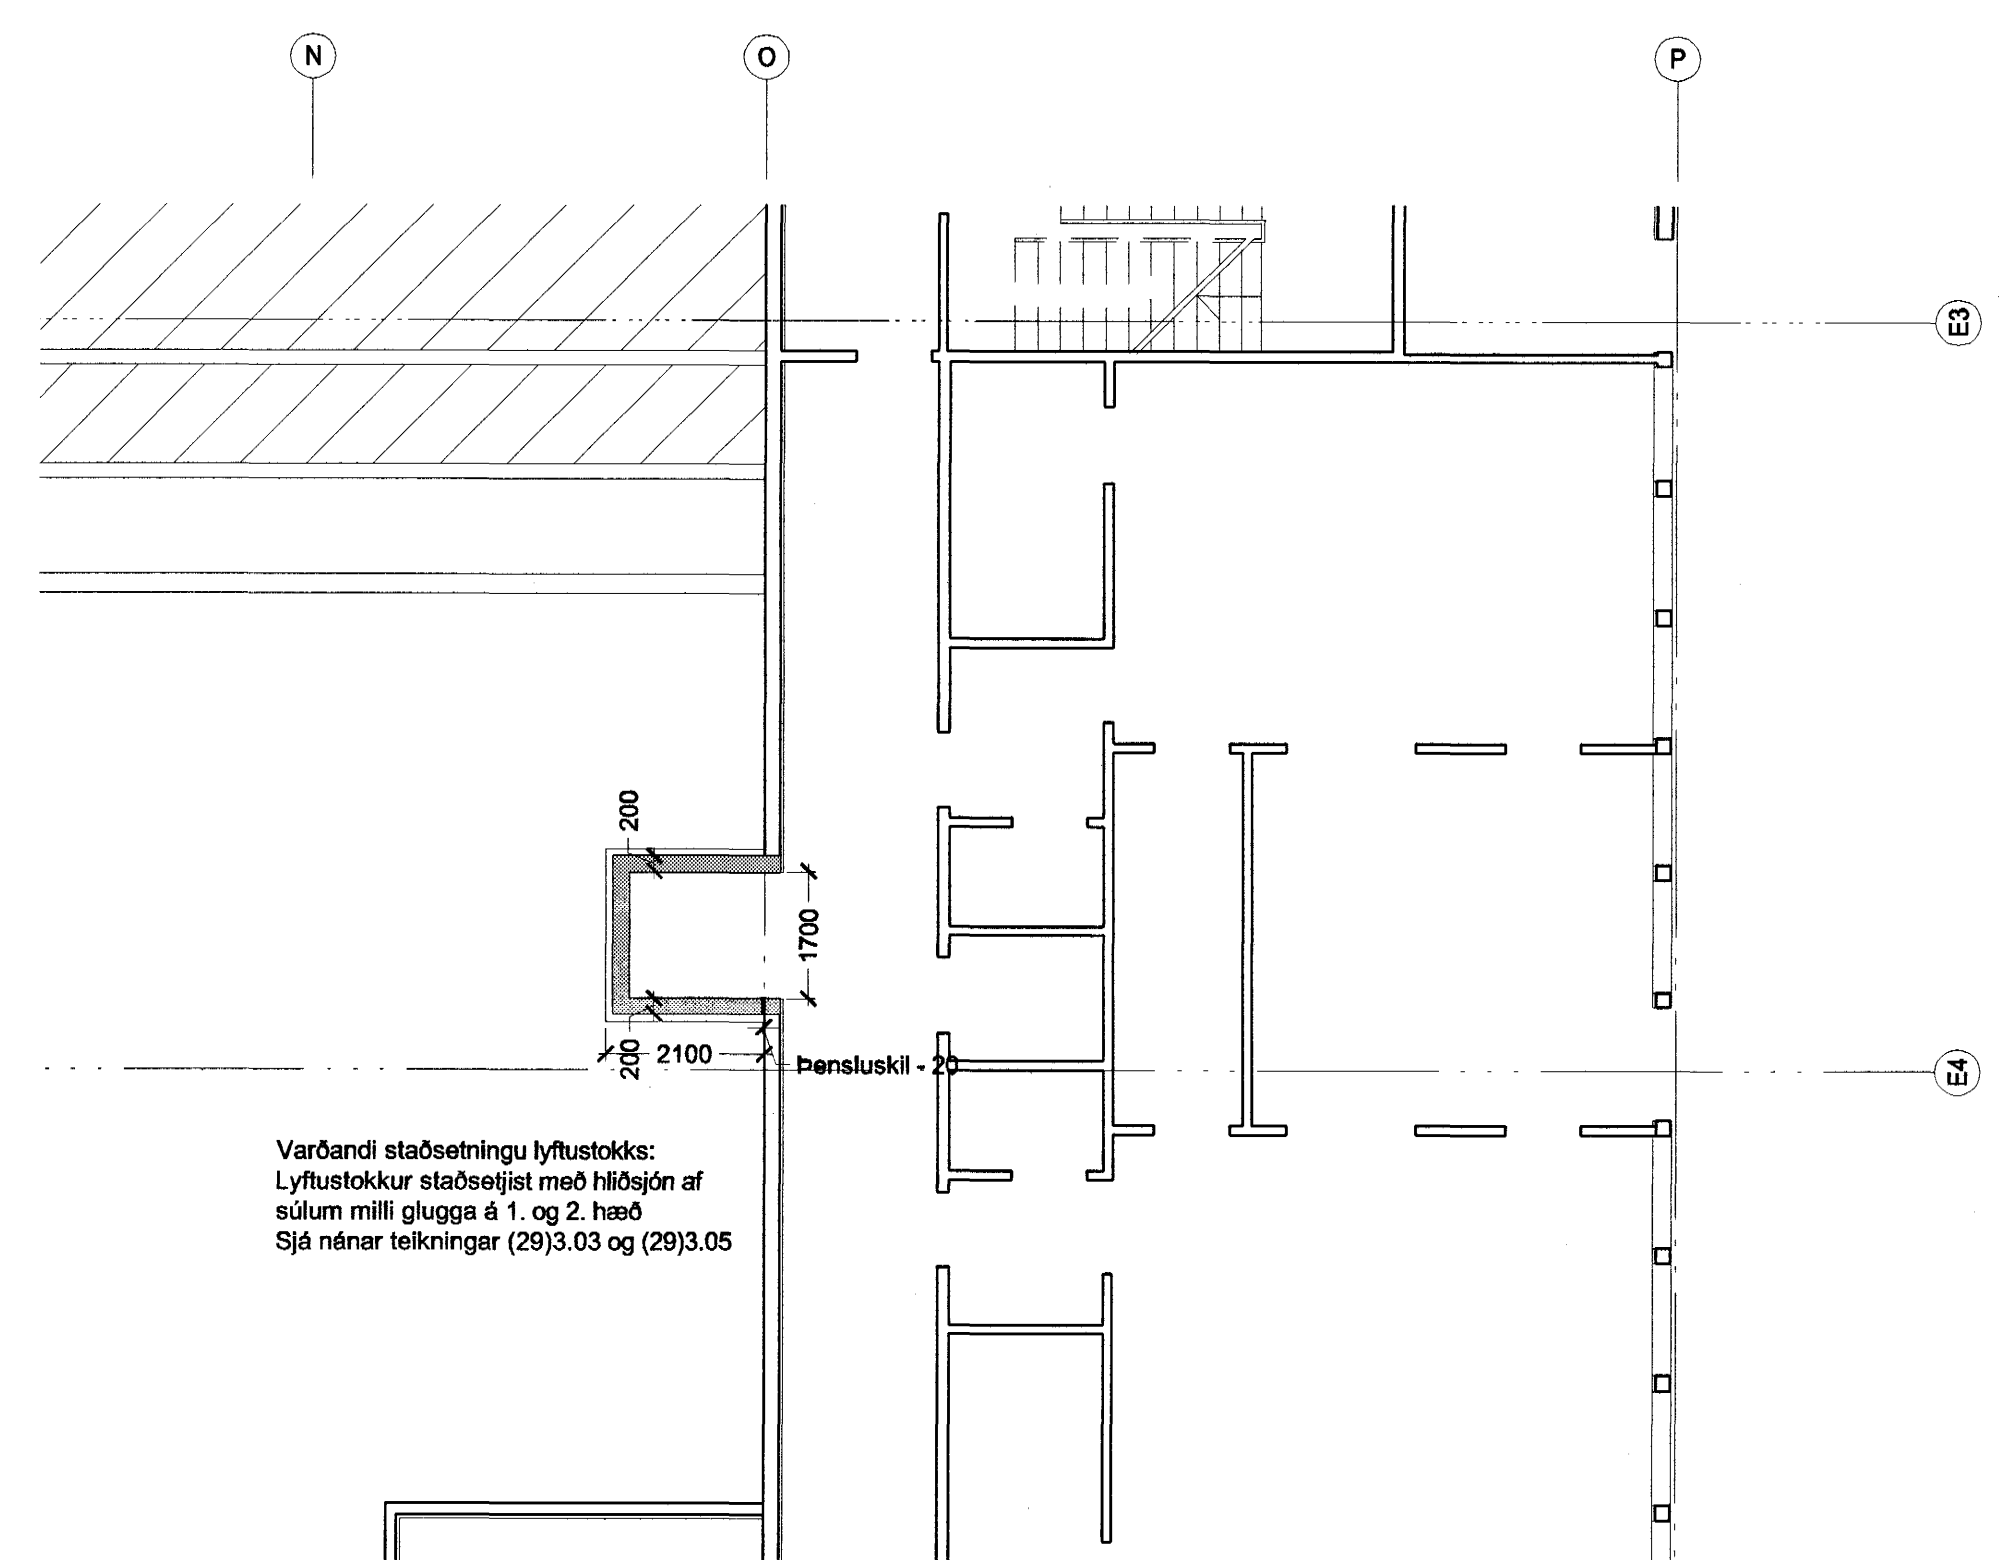 N
O
P
E3
200
1700
200
2100
Þensluskil - 20
E4
Varðandi staðsetningu lyftustokks:
Lyftustokkur staðsetjist með hliðsjón af
súlum milli glugga á 1. og 2. hæð
Sjá nánar teikningar (29)3.03 og (29)3.05